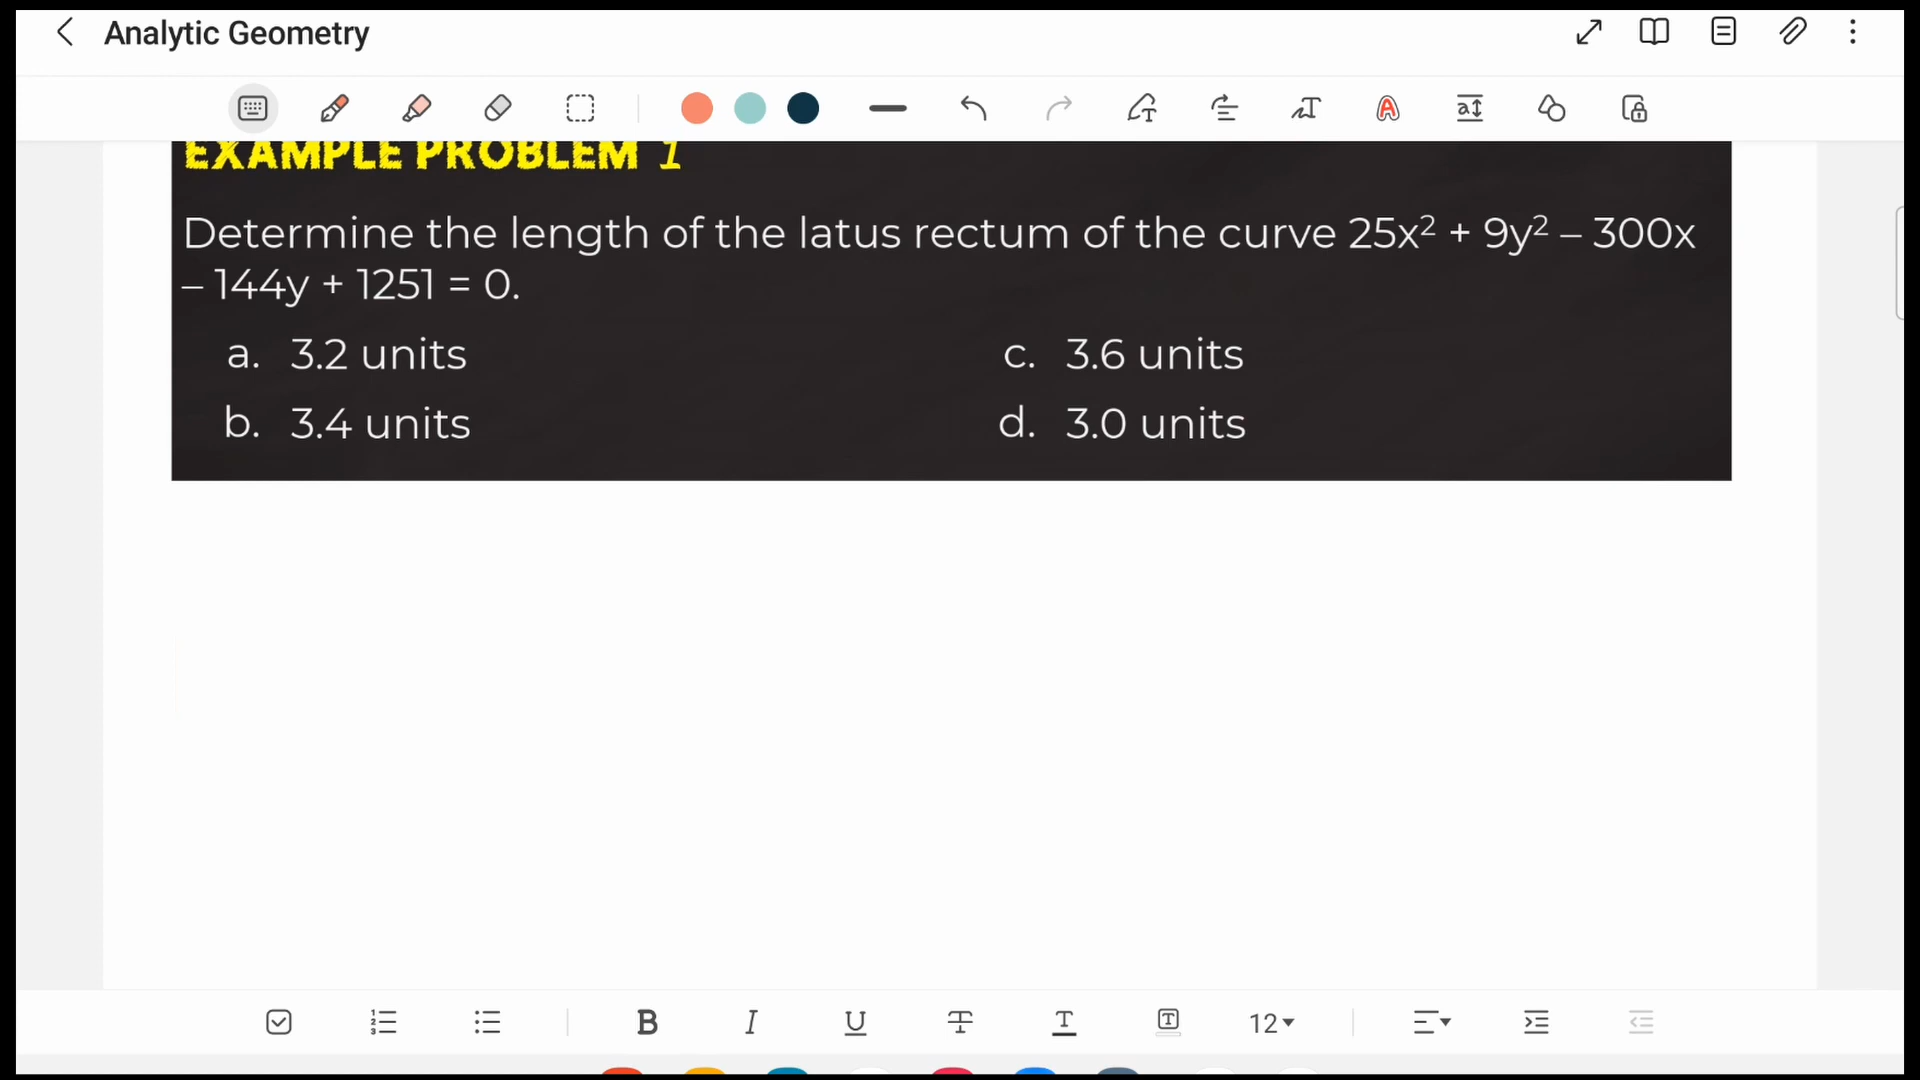 Analytic Geometry
EXAMPLE PROBLEM 1
Determine the length of the latus rectum of the curve 25x² + 9y² – 300x
– 144y + 1251 = 0.
a. 3.2 units
c. 3.6 units
b. 3.4 units
d. 3.0 units
B I U T T T 12